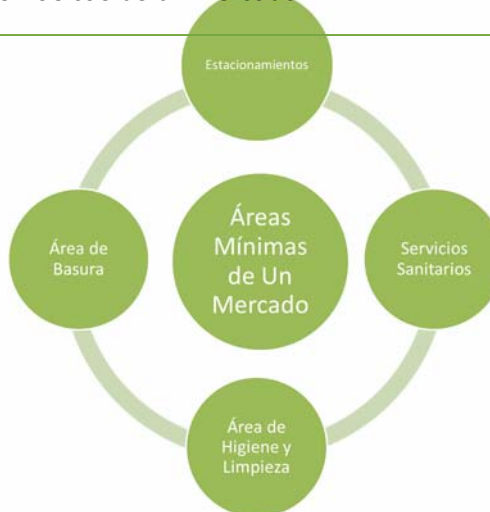 Estacionamientos
Áreas
Mínimas
de Un
Mercado
Servicios
Sanitarios
Área de
Higiene y
Limpieza
Área de
Basura